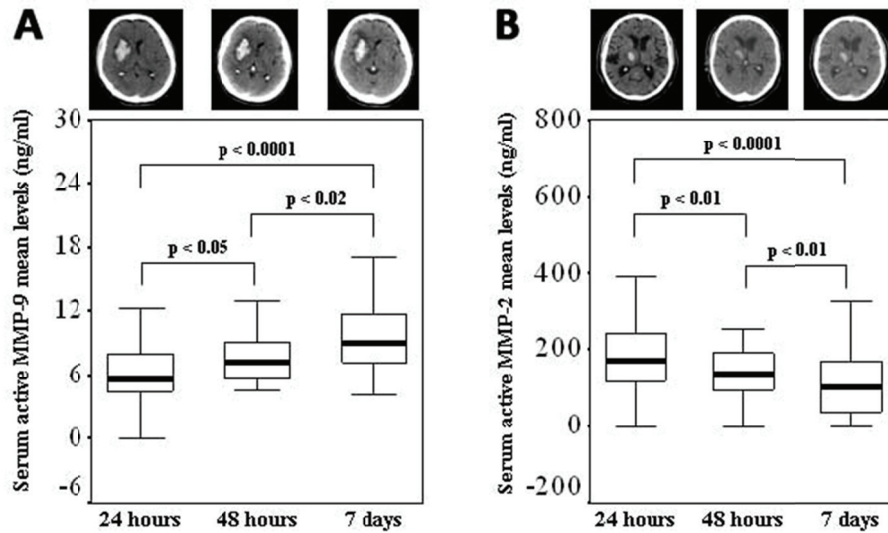 A
Serum active MMP-9 mean levels (ng/ml)
30
24
18
12
6
0
-6
p < 0.0001
p < 0.02
p < 0.05
24 hours 48 hours 7 days
B
Serum active MMP-2 mean levels (ng/ml)
800
600
400
200
0
-200
p < 0.0001
p < 0.01
p < 0.01
24 hours 48 hours 7 days